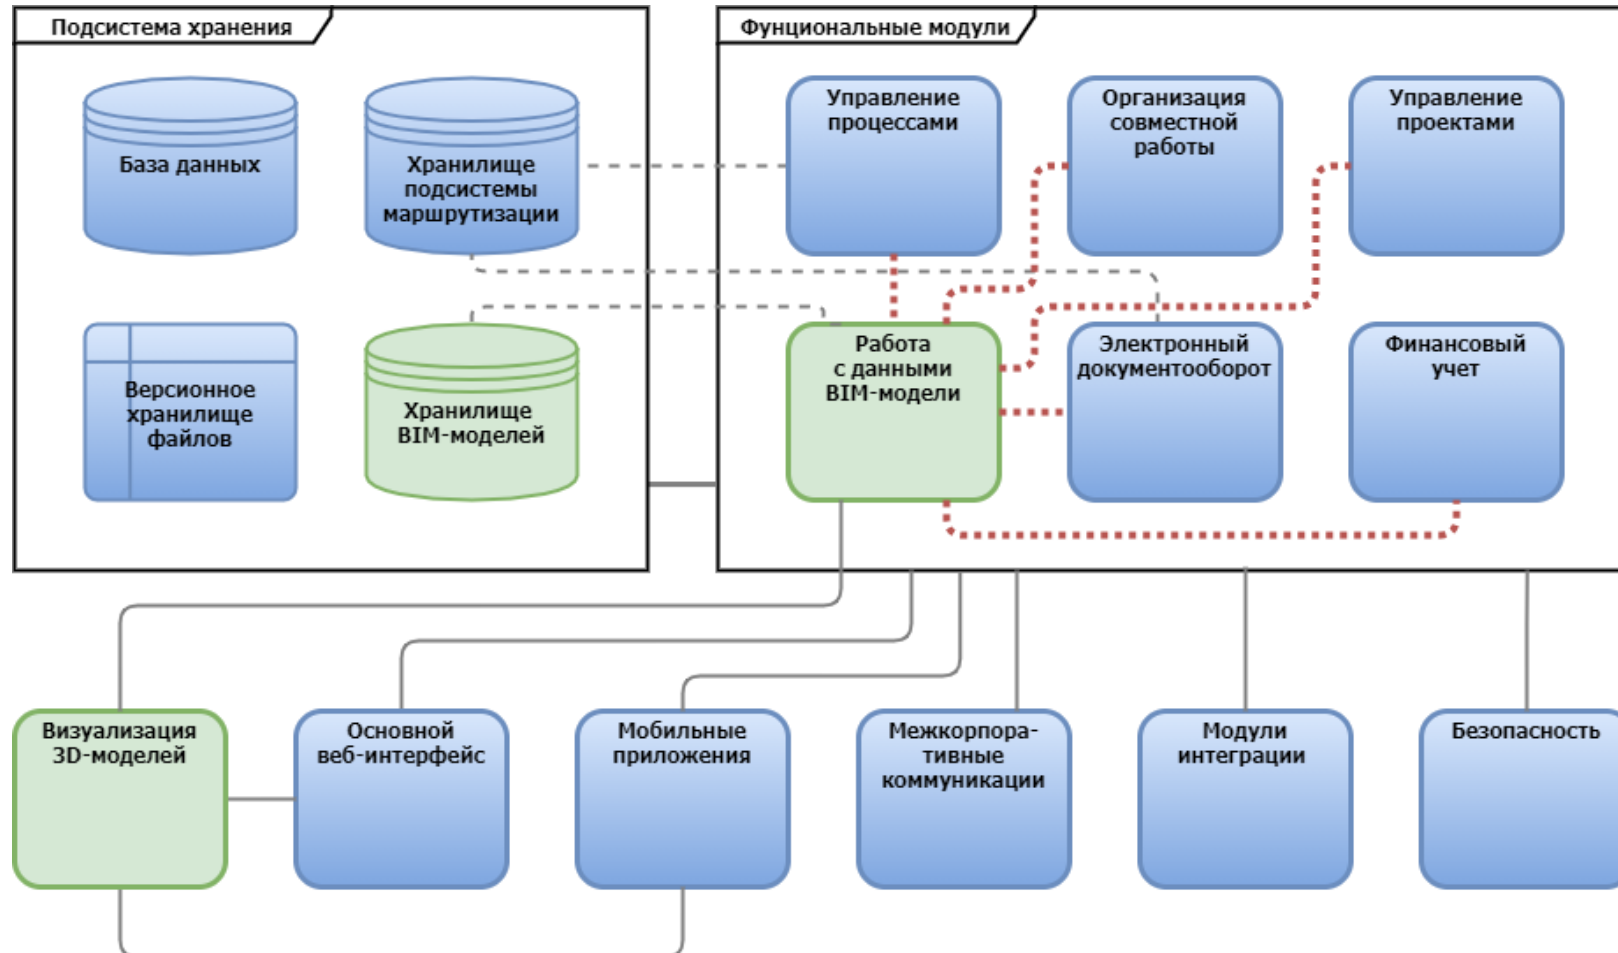 Подсистема хранения
Фунциональные модули
База данных
Хранилище
подсистемы
маршрутизации
Управление
процессами
Организация
совместной
работы
Управление
проектами
Версионное
хранилище
файлов
Хранилище
BIM-моделей
Работа
с данными
BIM-модели
Электронный
документооборот
Финансовый
учет
Визуализация
3D-моделей
Основной
веб-интерфейс
Мобильные
приложения
Межкорпора-
тивные
коммуникации
Модули
интеграции
Безопасность